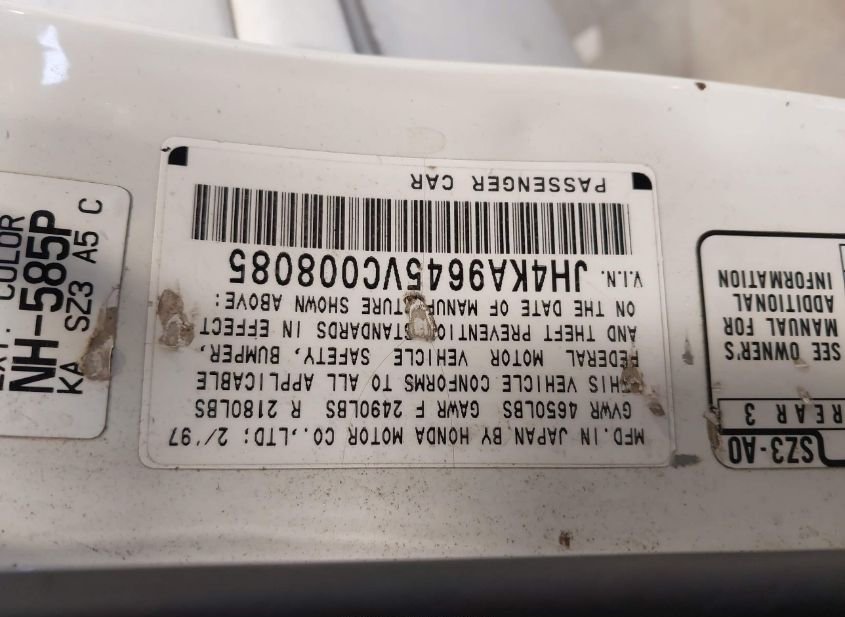 MFD.IN JAPAN BY HONDA MOTOR CO.,LTD; 2/'97
GVWR 4650LBS GAWR F 2490LBS R 2180LBS
THIS VEHICLE CONFORMS TO ALL APPLICABLE
FEDERAL MOTOR VEHICLE SAFETY, BUMPER,
AND THEFT PREVENTION STANDARDS IN EFFECT
ON THE DATE OF MANUFACTURE SHOWN ABOVE:
V.I.N. JH4KA9645VC008085
PASSENGER CAR
COLOR
NH-585P
KA SZ3 A5 C
SZ3-A0
REAR 3
SEE OWNER'S
MANUAL FOR
ADDITIONAL
INFORMATION